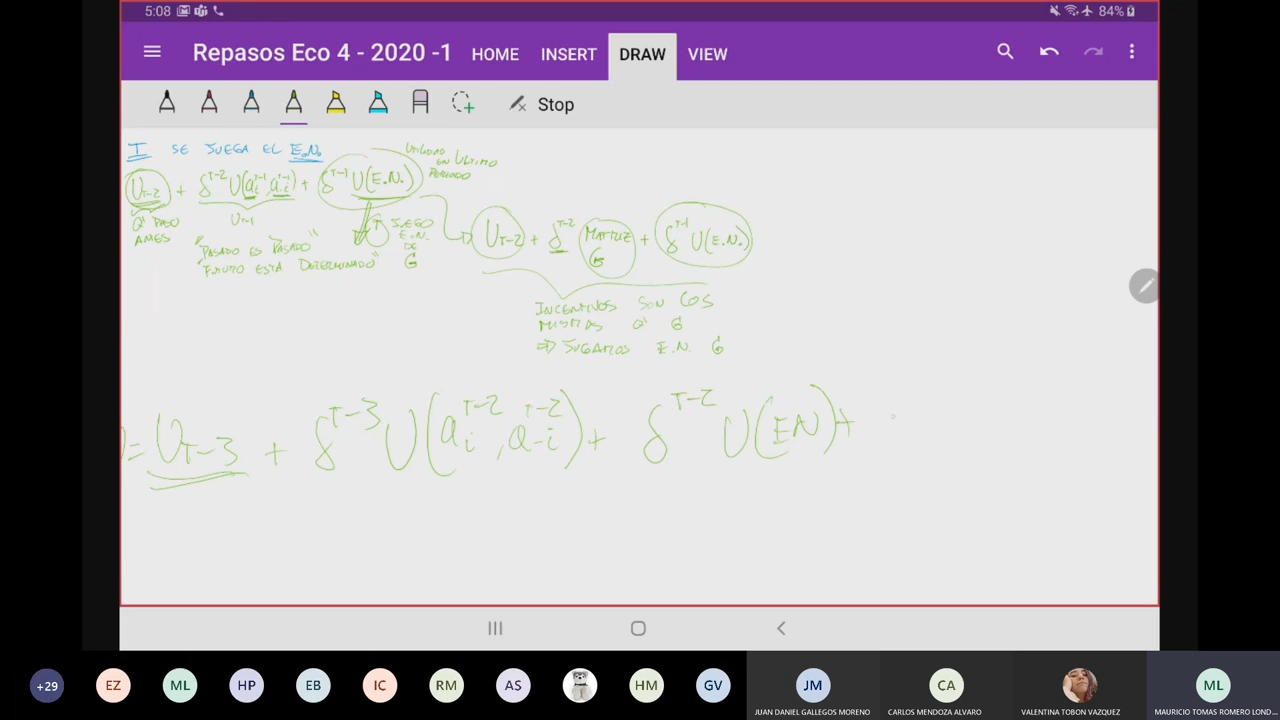 5:08
84%
Repasos Eco 4 - 2020 -1 HOME INSERT DRAW VIEW
Stop
I SE JUEGA EL E.N.
UTILIDAD EN ÚLTIMO PERIODO
U_{T-2} + δ^{T-2} U(a_i^{T-1}, a_{-i}^{T-1}) + δ^{T-1} U(E.N.)
Q' PASO ANTES
U_{T-1}
"PASADO ES PASADO"
"FUTURO ESTÁ DETERMINADO"
JUEGO E.N. DE G
⇒ U_{T-2} + δ^{T-2} (MATRIZ G) + δ^{T-1} U(E.N.)
INCENTIVOS SON LOS
MISMOS Q' G
⇒ JUGAMOS E.N. G
= U_{T-3} + δ^{T-3} U(a_i^{T-2}, a_{-i}^{T-2}) + δ^{T-2} U(EN) +
+29 EZ ML HP EB IC RM AS HM GV JM CA ML
JUAN DANIEL GALLEGOS MORENO CARLOS MENDOZA ALVARO VALENTINA TOBON VAZQUEZ MAURICIO TOMAS ROMERO LOND...